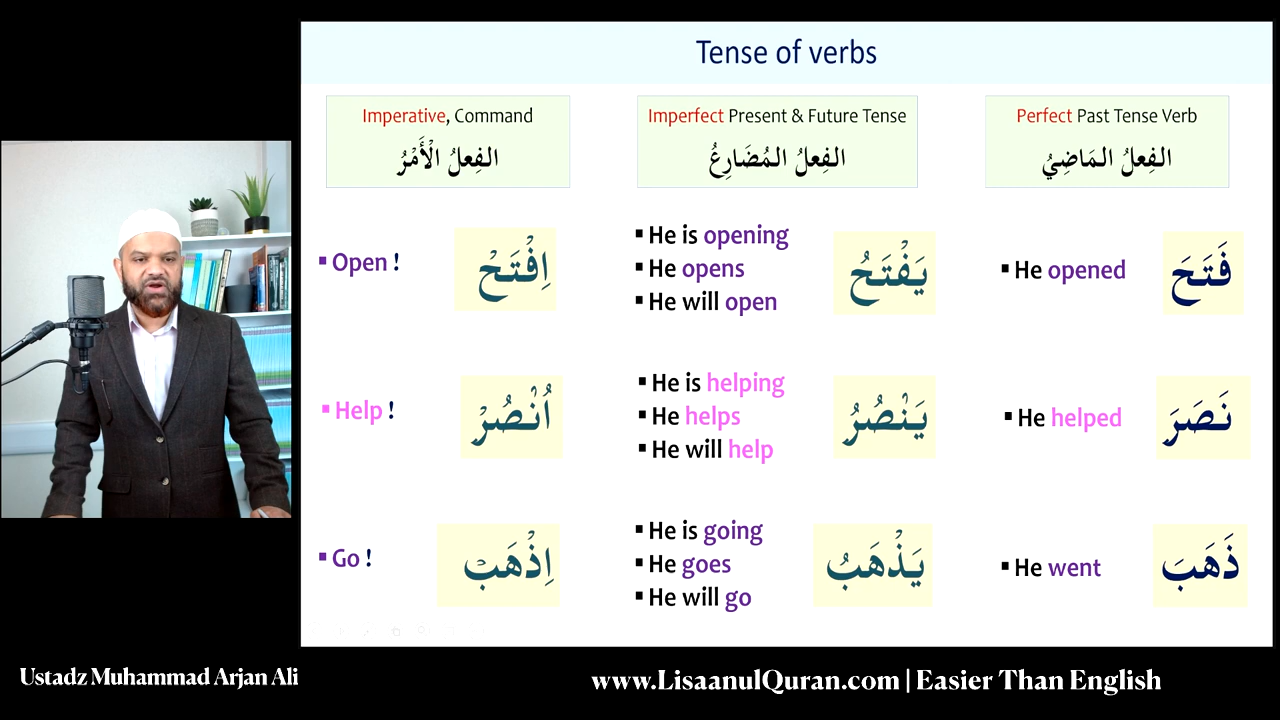 Tense of verbs
Imperative, Command
الفِعلُ الْأَمْرُ
Imperfect Present & Future Tense
الفِعلُ المُضَارِعُ
Perfect Past Tense Verb
الفِعلُ المَاضِيُ
▪ Open !
اِفْتَحْ
▪ He is opening
▪ He opens
▪ He will open
يَفْتَحُ
▪ He opened
فَتَحَ
▪ Help !
اُنْصُرْ
▪ He is helping
▪ He helps
▪ He will help
يَنْصُرُ
▪ He helped
نَصَرَ
▪ Go !
اِذْهَبْ
▪ He is going
▪ He goes
▪ He will go
يَذْهَبُ
▪ He went
ذَهَبَ
Ustadz Muhammad Arjan Ali
www.LisaanulQuran.com | Easier Than English